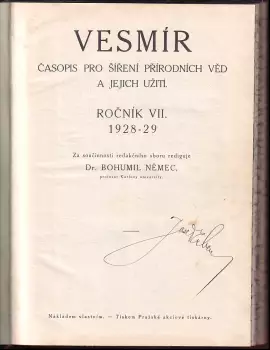 VESMÍR
ČASOPIS PRO ŠÍŘENÍ PŘÍRODNÍCH VĚD
A JEJICH UŽITÍ.
ROČNÍK VII.
1928-29
Za součinnosti redakčního sboru rediguje
Dr. BOHUMIL NĚMEC,
profesor Karlovy university.
Nákladem vlastním. — Tiskem Pražské akciové tiskárny.